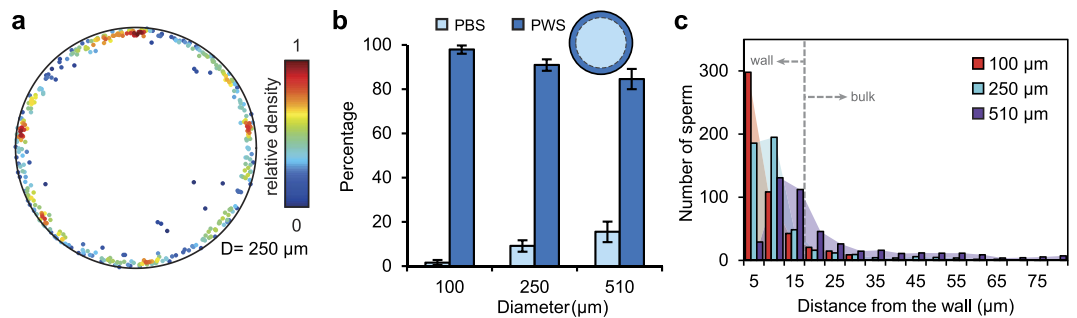 a
1
relative density
0
D= 250 μm
b
PBS
PWS
100
80
60
40
20
0
Percentage
100
250
510
Diameter(μm)
c
wall
bulk
100 μm
250 μm
510 μm
300
200
100
0
Number of sperm
5
15
25
35
45
55
65
75
Distance from the wall (μm)